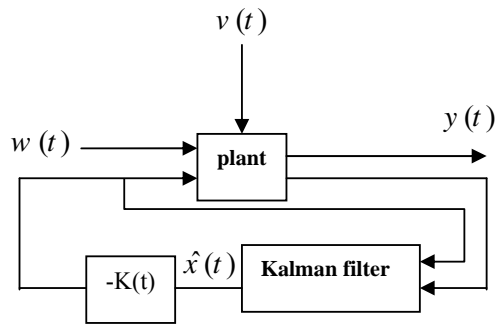 v (t)
w (t)
y (t)
plant
-K(t)
x̂ (t)
Kalman filter